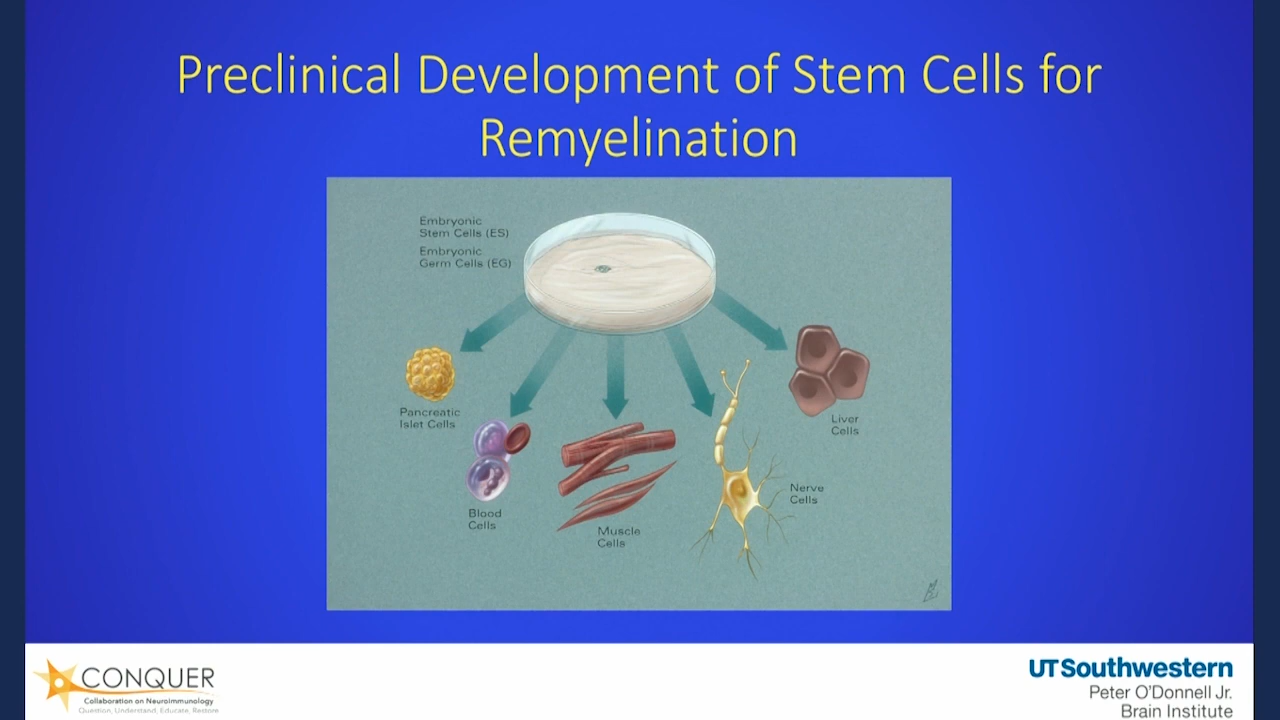 Preclinical Development of Stem Cells for
Remyelination
Embryonic
Stem Cells (ES)
Embryonic
Germ Cells (EG)
Pancreatic
Islet Cells
Blood
Cells
Muscle
Cells
Nerve
Cells
Liver
Cells
CONQUER
Collaboration on Neuroimmunology
Question, Understand, Educate, Restore
UT Southwestern
Peter O'Donnell Jr.
Brain Institute